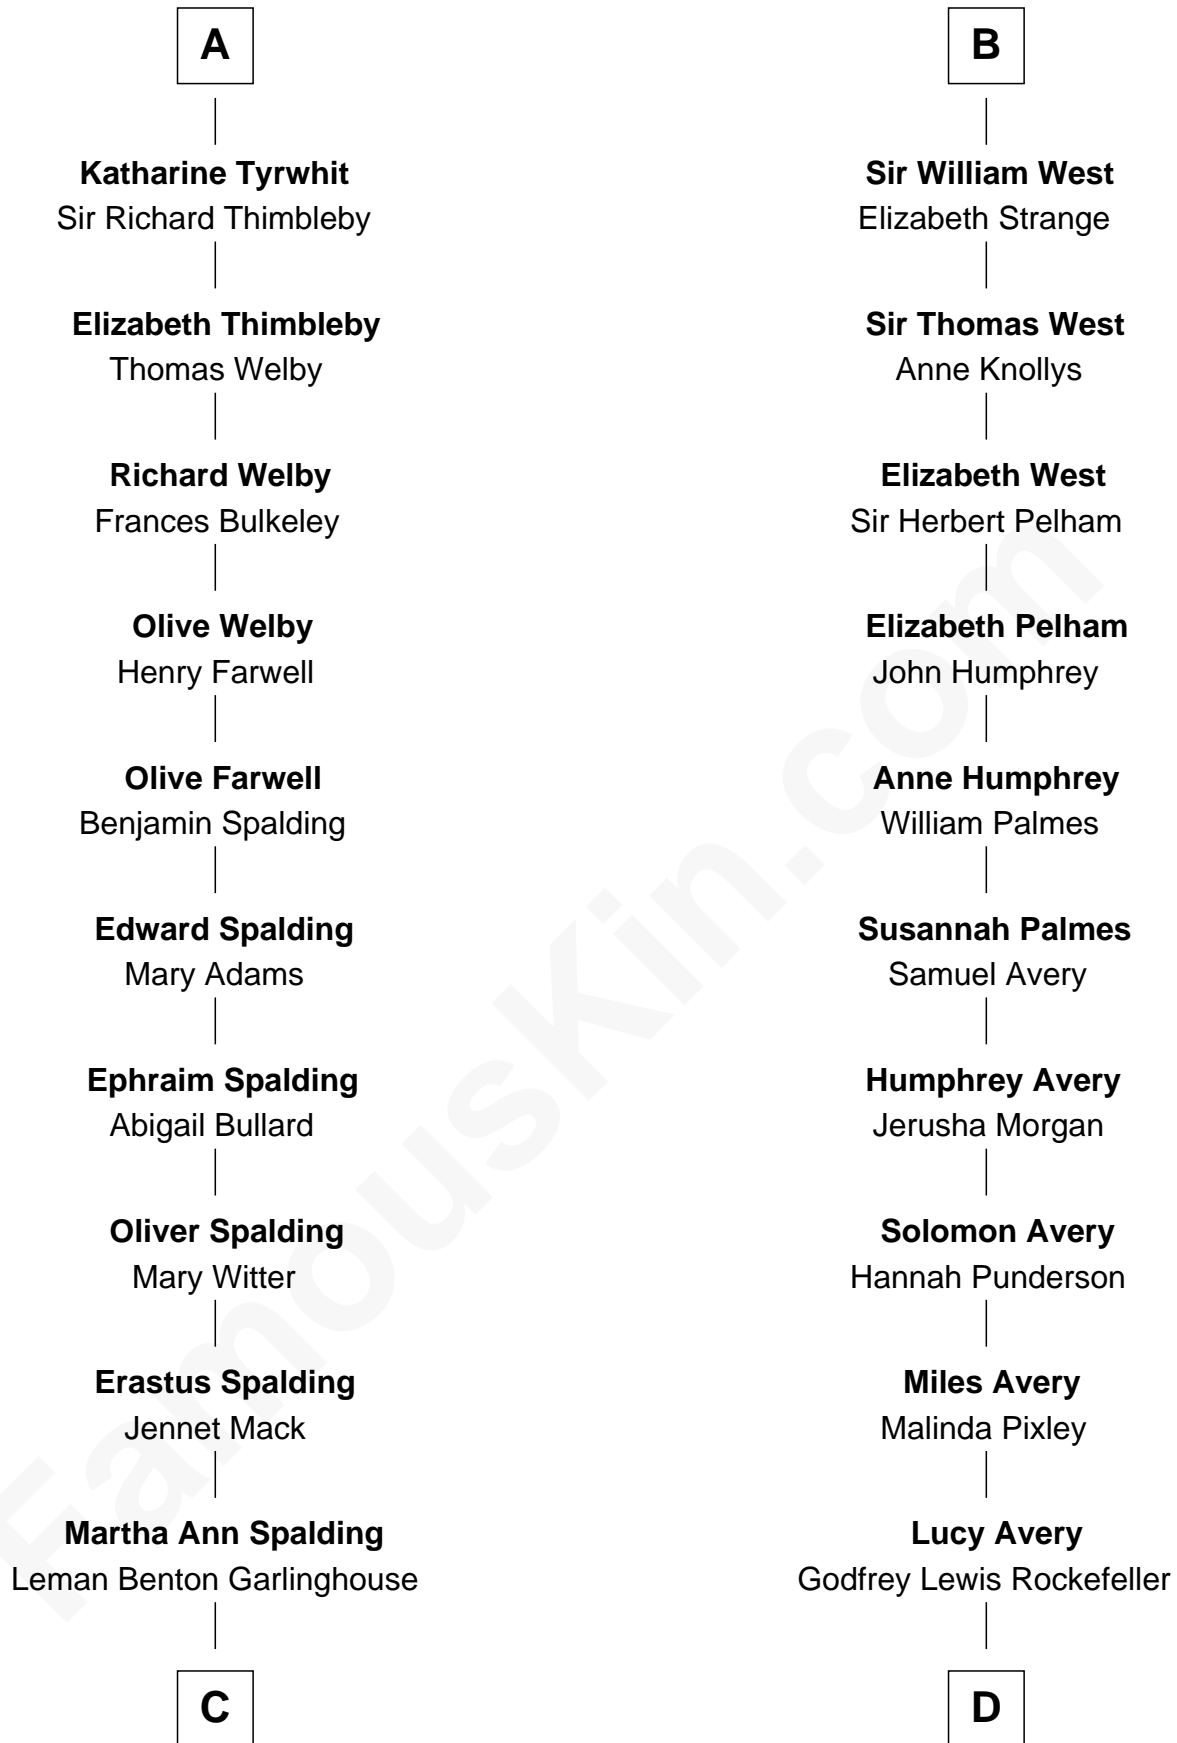 A
Katharine Tyrwhit
Sir Richard Thimbleby
Elizabeth Thimbleby
Thomas Welby
Richard Welby
Frances Bulkeley
Olive Welby
Henry Farwell
Olive Farwell
Benjamin Spalding
Edward Spalding
Mary Adams
Ephraim Spalding
Abigail Bullard
Oliver Spalding
Mary Witter
Erastus Spalding
Jennet Mack
Martha Ann Spalding
Leman Benton Garlinghouse
C
B
Sir William West
Elizabeth Strange
Sir Thomas West
Anne Knollys
Elizabeth West
Sir Herbert Pelham
Elizabeth Pelham
John Humphrey
Anne Humphrey
William Palmes
Susannah Palmes
Samuel Avery
Humphrey Avery
Jerusha Morgan
Solomon Avery
Hannah Punderson
Miles Avery
Malinda Pixley
Lucy Avery
Godfrey Lewis Rockefeller
D
FamousKin.com